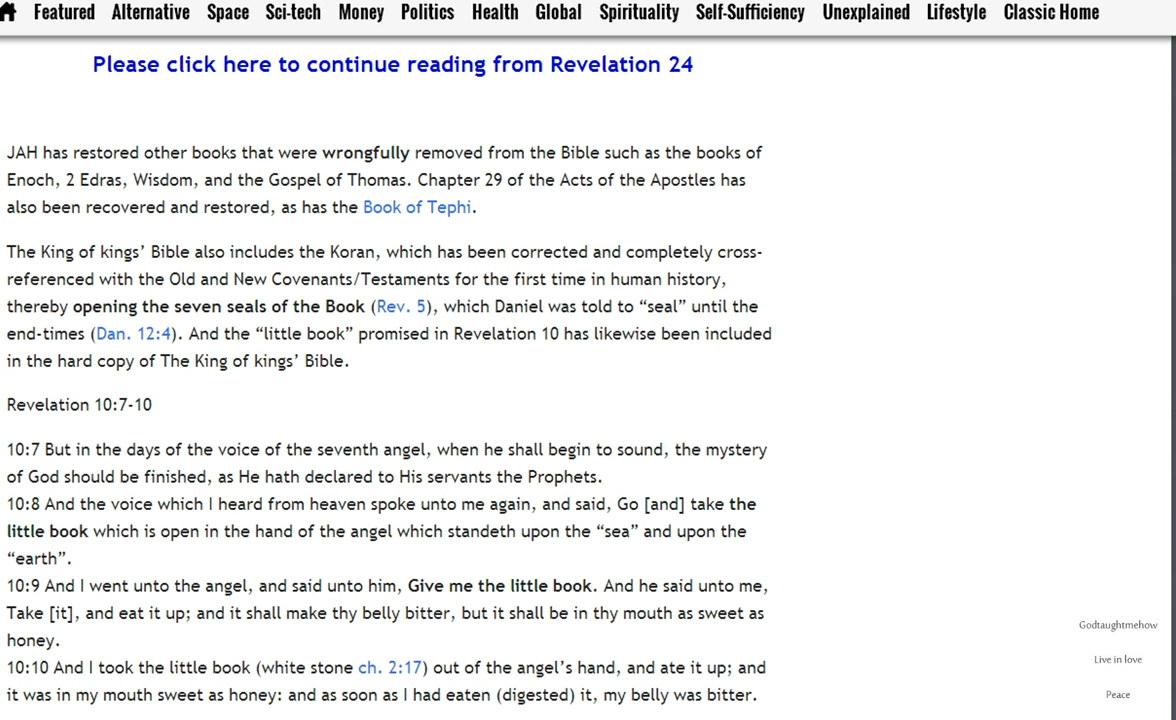 Featured Alternative Space Sci-tech Money Politics Health Global Spirituality Self-Sufficiency Unexplained Lifestyle Classic Home
Please click here to continue reading from Revelation 24
JAH has restored other books that were wrongfully removed from the Bible such as the books of
Enoch, 2 Edras, Wisdom, and the Gospel of Thomas. Chapter 29 of the Acts of the Apostles has
also been recovered and restored, as has the Book of Tephi.
The King of kings’ Bible also includes the Koran, which has been corrected and completely cross-
referenced with the Old and New Covenants/Testaments for the first time in human history,
thereby opening the seven seals of the Book (Rev. 5), which Daniel was told to “seal” until the
end-times (Dan. 12:4). And the “little book” promised in Revelation 10 has likewise been included
in the hard copy of The King of kings’ Bible.
Revelation 10:7-10
10:7 But in the days of the voice of the seventh angel, when he shall begin to sound, the mystery
of God should be finished, as He hath declared to His servants the Prophets.
10:8 And the voice which I heard from heaven spoke unto me again, and said, Go [and] take the
little book which is open in the hand of the angel which standeth upon the “sea” and upon the
“earth”.
10:9 And I went unto the angel, and said unto him, Give me the little book. And he said unto me,
Take [it], and eat it up; and it shall make thy belly bitter, but it shall be in thy mouth as sweet as
honey.
10:10 And I took the little book (white stone ch. 2:17) out of the angel’s hand, and ate it up; and
it was in my mouth sweet as honey: and as soon as I had eaten (digested) it, my belly was bitter.
Godtaughtmehow
Live in love
Peace